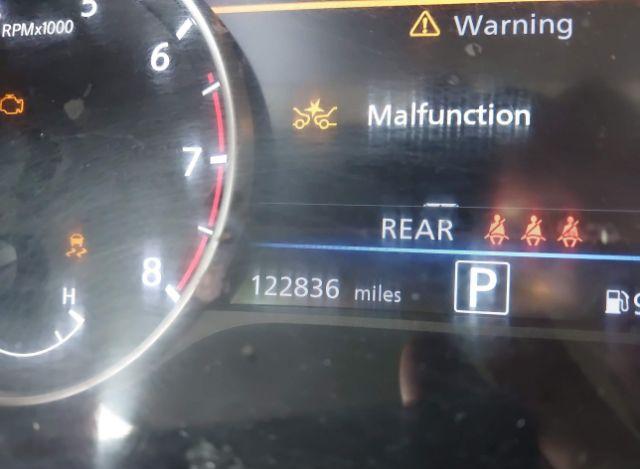 5
RPMx1000
6
7
8
H
Warning
Malfunction
REAR
122836 miles
P